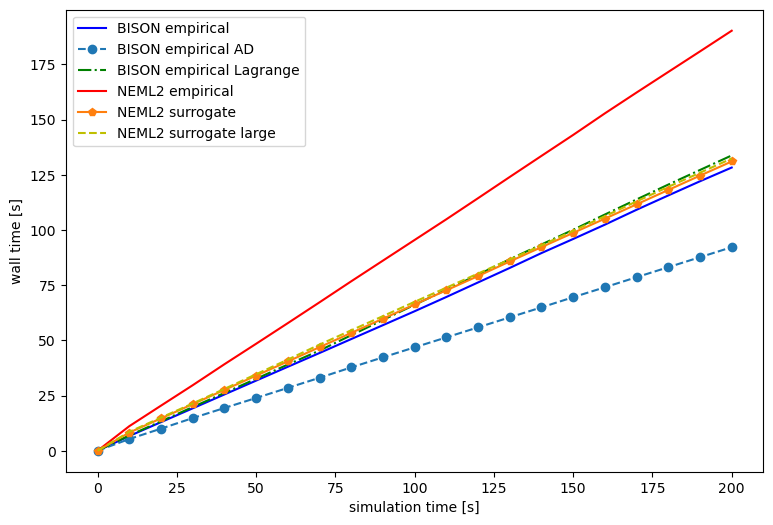 BISON empirical
BISON empirical AD
BISON empirical Lagrange
NEML2 empirical
NEML2 surrogate
NEML2 surrogate large
175
150
125
100
75
50
25
0
wall time [s]
0 25 50 75 100 125 150 175 200
simulation time [s]